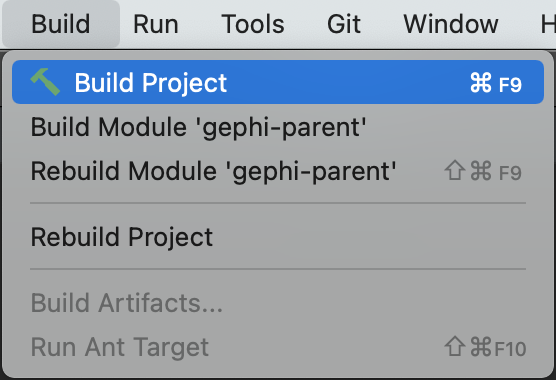 Build Run Tools Git Window
Build Project ⌘ F9
Build Module 'gephi-parent'
Rebuild Module 'gephi-parent' ⇧⌘ F9
Rebuild Project
Build Artifacts...
Run Ant Target ⇧⌘F10